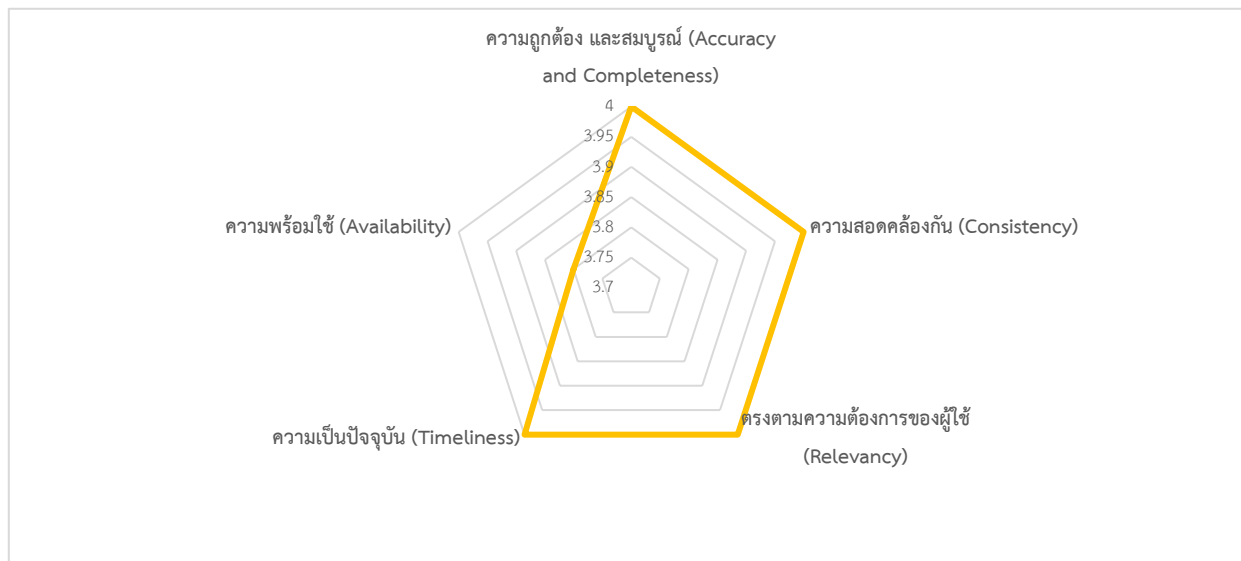 ความถูกต้อง และสมบูรณ์ (Accuracy
and Completeness)
4
3.95
3.9
3.85
3.8
3.75
3.7
ความพร้อมใช้ (Availability)
ความสอดคล้องกัน (Consistency)
ความเป็นปัจจุบัน (Timeliness)
ตรงตามความต้องการของผู้ใช้
(Relevancy)